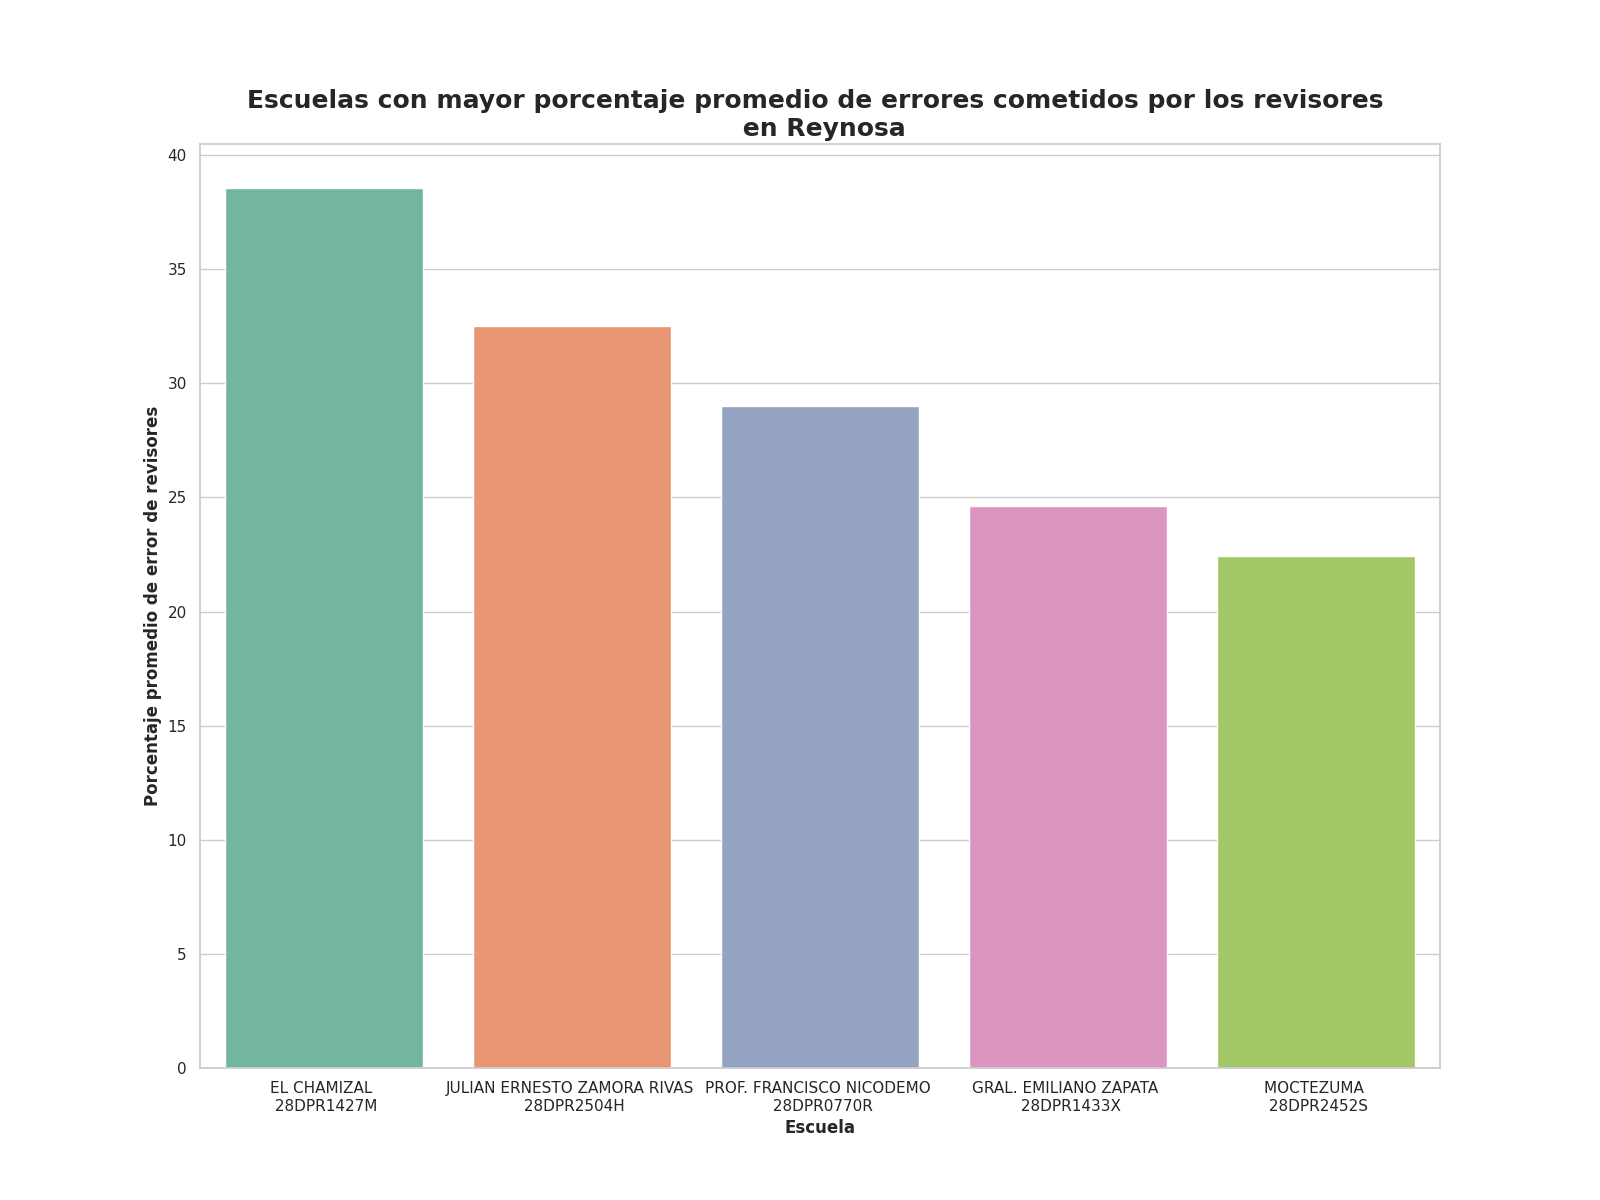 Escuelas con mayor porcentaje promedio de errores cometidos por los revisores
en Reynosa
Porcentaje promedio de error de revisores
40
35
30
25
20
15
10
5
0
EL CHAMIZAL
28DPR1427M
JULIAN ERNESTO ZAMORA RIVAS
28DPR2504H
PROF. FRANCISCO NICODEMO
28DPR0770R
GRAL. EMILIANO ZAPATA
28DPR1433X
MOCTEZUMA
28DPR2452S
Escuela